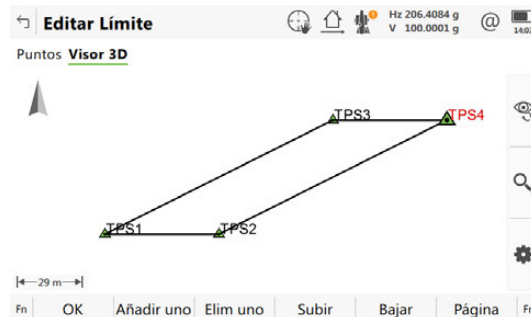 Editar Límite
Hz 206.4084 g
V 100.0001 g
@
Puntos Visor 3D
TPS3
TPS4
TPS1
TPS2
29 m
Fn OK Añadir uno Elim uno Subir Bajar Página